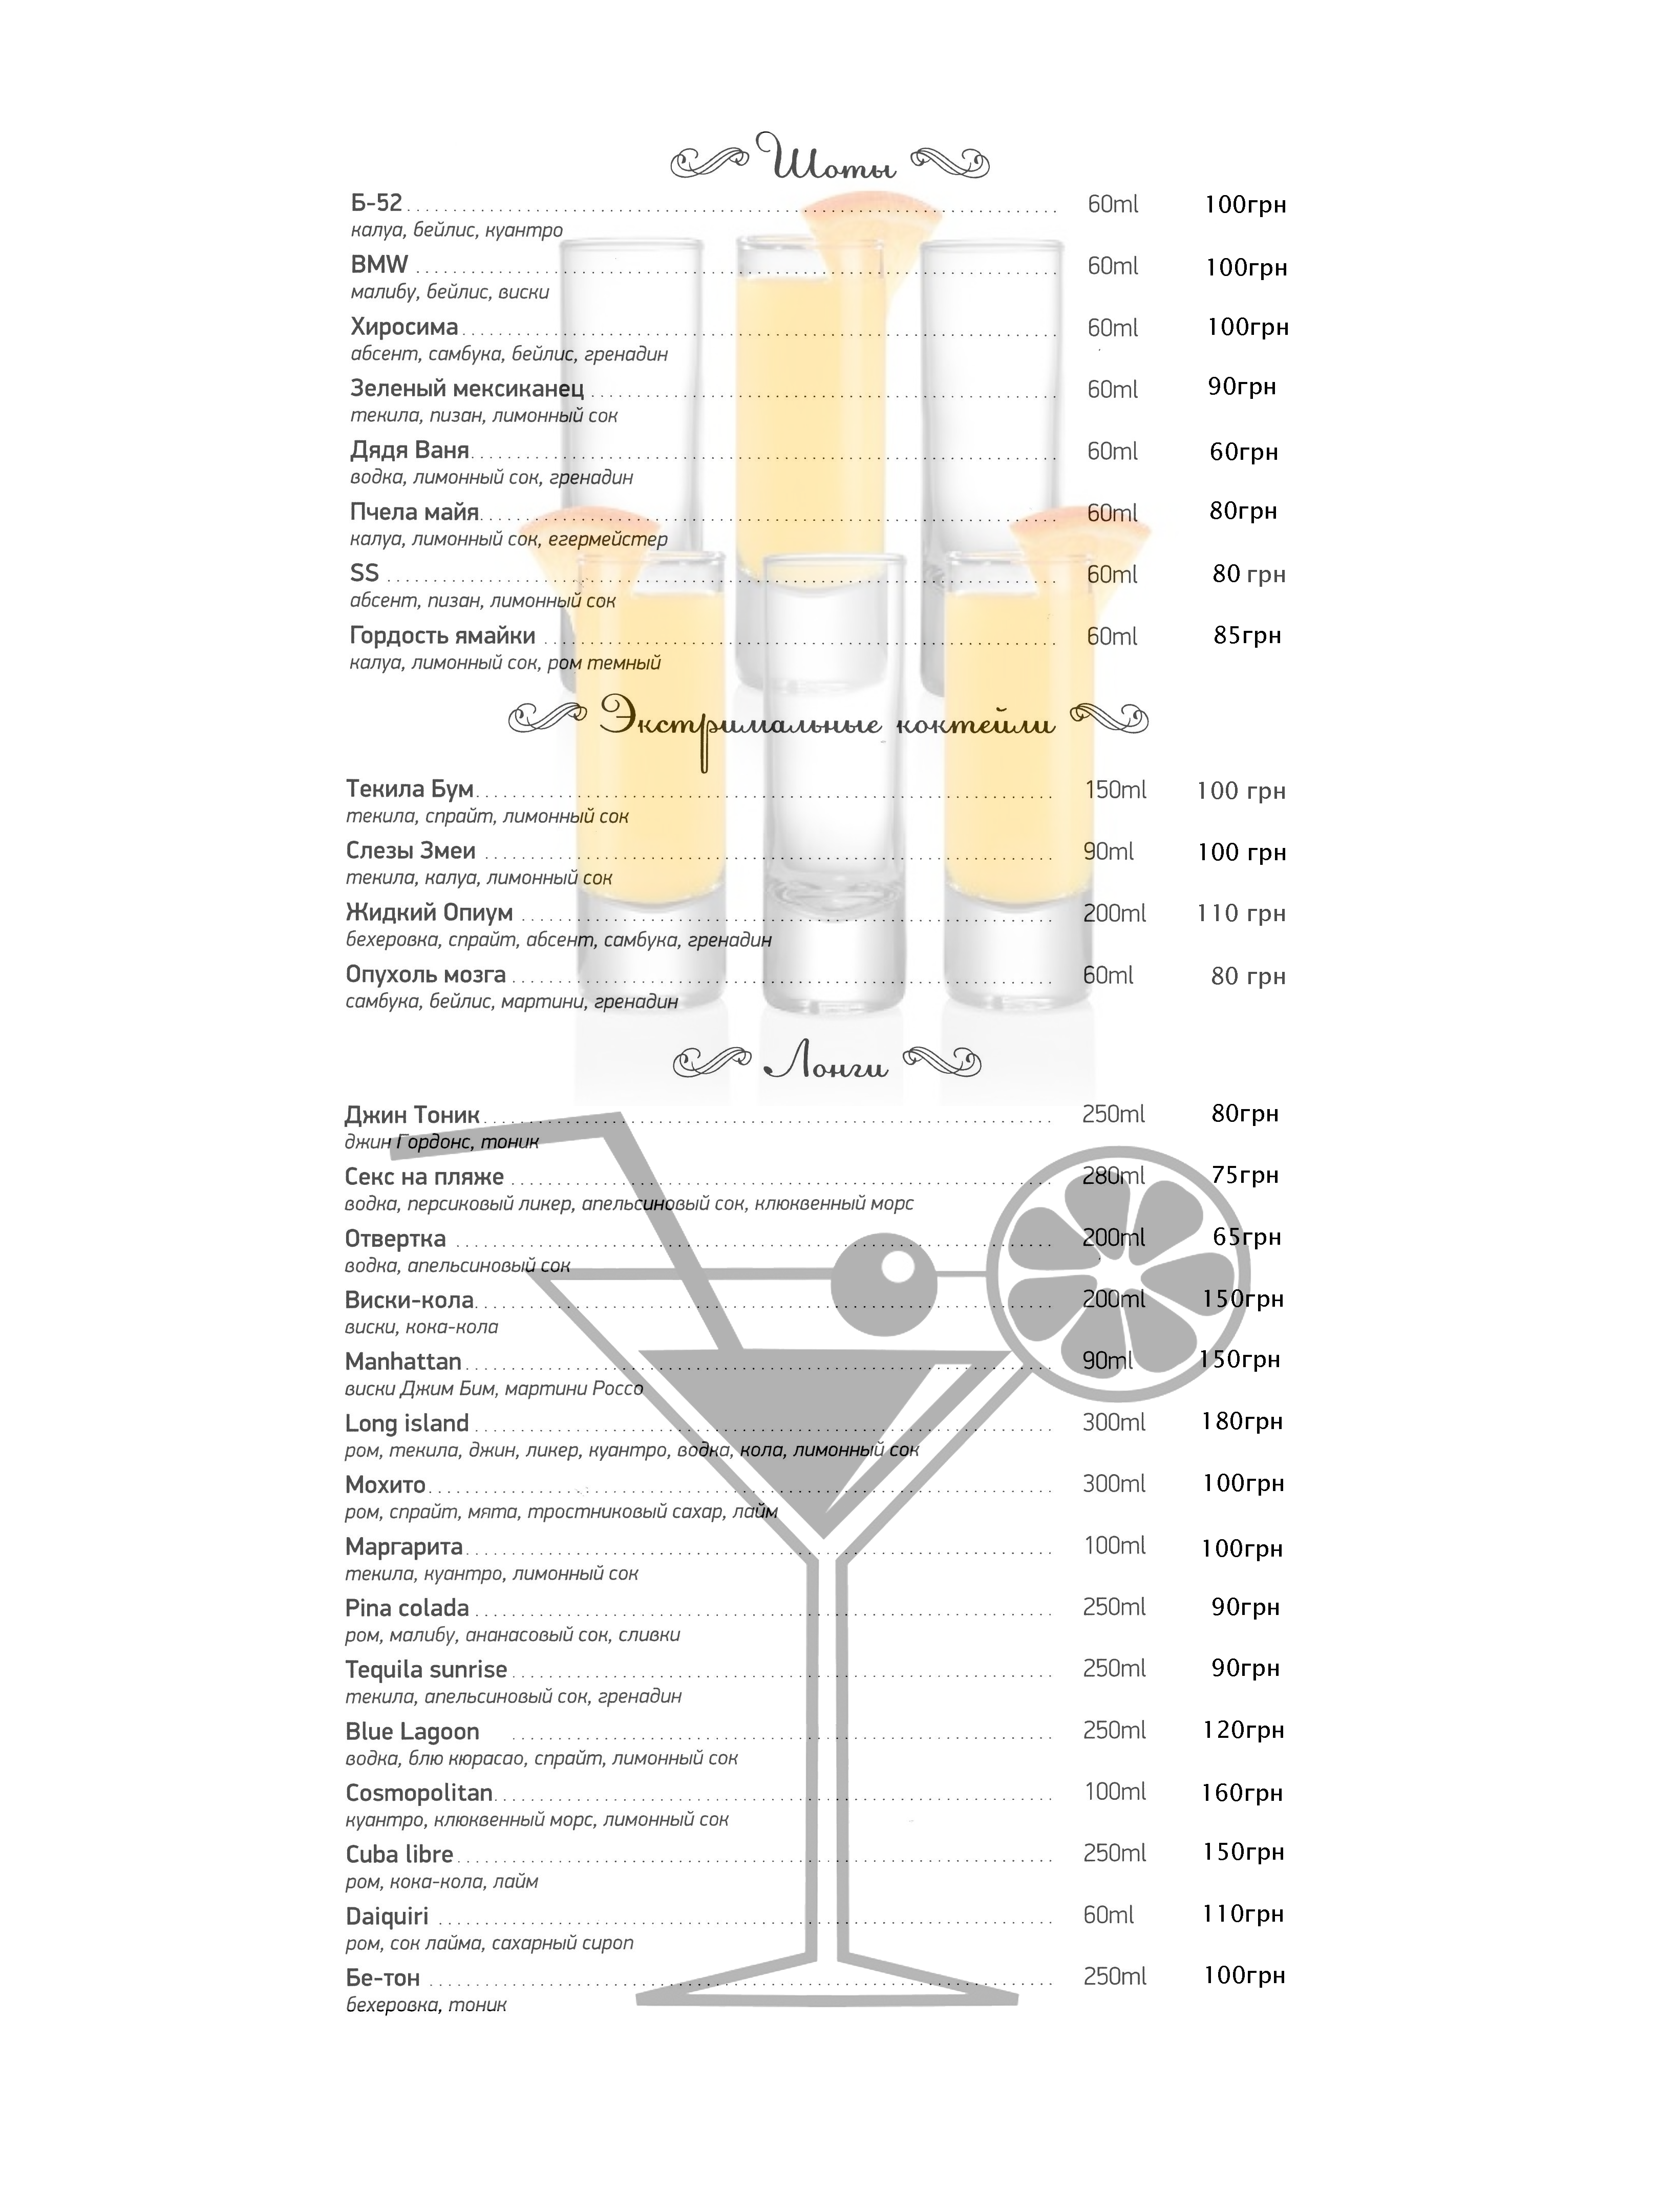 Шоты
Б-52 60ml 100грн
калуа, бейлис, куантро
BMW 60ml 100грн
малибу, бейлис, виски
Хиросима 60ml 100грн
абсент, самбука, бейлис, гренадин
Зеленый мексиканец 60ml 90грн
текила, пизан, лимонный сок
Дядя Ваня 60ml 60грн
водка, лимонный сок, гренадин
Пчела майя 60ml 80грн
калуа, лимонный сок, егермейстер
SS 60ml 80 грн
абсент, пизан, лимонный сок
Гордость ямайки 60ml 85грн
калуа, лимонный сок, ром темный
Экстримальные коктейли
Текила Бум 150ml 100 грн
текила, спрайт, лимонный сок
Слезы Змеи 90ml 100 грн
текила, калуа, лимонный сок
Жидкий Опиум 200ml 110 грн
бехеровка, спрайт, абсент, самбука, гренадин
Опухоль мозга 60ml 80 грн
самбука, бейлис, мартини, гренадин
Лонги
Джин Тоник 250ml 80грн
джин Гордонс, тоник
Секс на пляже 280ml 75грн
водка, персиковый ликер, апельсиновый сок, клюквенный морс
Отвертка 200ml 65грн
водка, апельсиновый сок
Виски-кола 200ml 150грн
виски, кока-кола
Manhattan 90ml 150грн
виски Джим Бим, мартини Россо
Long island 300ml 180грн
ром, текила, джин, ликер, куантро, водка, кола, лимонный сок
Мохито 300ml 100грн
ром, спрайт, мята, тростниковый сахар, лайм
Маргарита 100ml 100грн
текила, куантро, лимонный сок
Pina colada 250ml 90грн
ром, малибу, ананасовый сок, сливки
Tequila sunrise 250ml 90грн
текила, апельсиновый сок, гренадин
Blue Lagoon 250ml 120грн
водка, блю кюрасао, спрайт, лимонный сок
Cosmopolitan 100ml 160грн
куантро, клюквенный морс, лимонный сок
Cuba libre 250ml 150грн
ром, кока-кола, лайм
Daiquiri 60ml 110грн
ром, сок лайма, сахарный сироп
Бе-тон 250ml 100грн
бехеровка, тоник